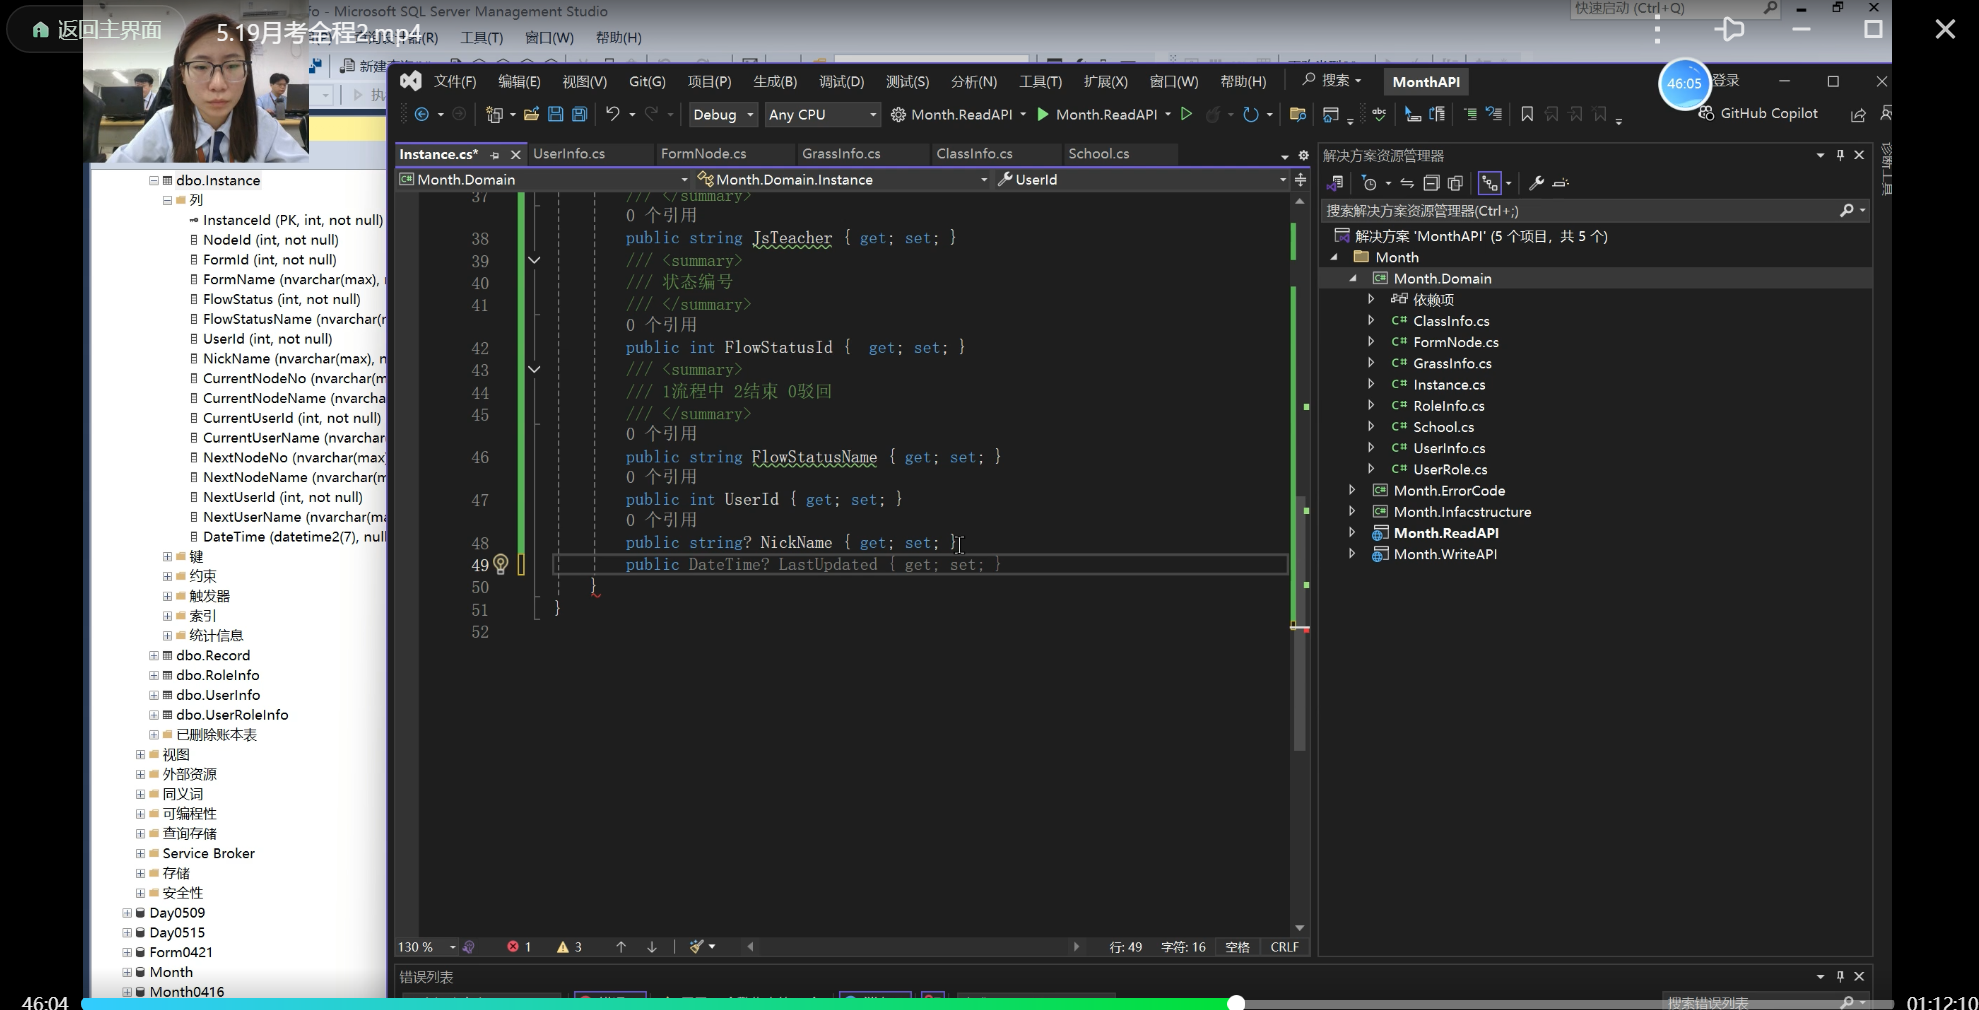 返回主界面
5.19月考全程2.mp4
fo - Microsoft SQL Server Management Studio
快速启动 (Ctrl+Q)
(R) 工具(T) 窗口(W) 帮助(H)
新建
文件(F) 编辑(E) 视图(V) Git(G) 项目(P) 生成(B) 调试(D) 测试(S) 分析(N) 工具(T) 扩展(X) 窗口(W) 帮助(H) 搜索 MonthAPI
46:05
登录
Debug Any CPU Month.ReadAPI Month.ReadAPI GitHub Copilot
Instance.cs* UserInfo.cs FormNode.cs GrassInfo.cs ClassInfo.cs School.cs
Month.Domain Month.Domain.Instance UserId
dbo.Instance
列
InstanceId (PK, int, not null)
NodeId (int, not null)
FormId (int, not null)
FormName (nvarchar(max),
FlowStatus (int, not null)
FlowStatusName (nvarchar(
UserId (int, not null)
NickName (nvarchar(max), n
CurrentNodeNo (nvarchar(m
CurrentNodeName (nvarcha
CurrentUserId (int, not null)
CurrentUserName (nvarchar
NextNodeNo (nvarchar(max)
NextNodeName (nvarchar(m
NextUserId (int, not null)
NextUserName (nvarchar(ma
DateTime (datetime2(7), null
键
约束
触发器
索引
统计信息
dbo.Record
dbo.RoleInfo
dbo.UserInfo
dbo.UserRoleInfo
已删除账本表
视图
外部资源
同义词
可编程性
查询存储
Service Broker
存储
安全性
Day0509
Day0515
Form0421
Month
Month0416
37 /// </summary>
0 个引用
38 public string JsTeacher { get; set; }
39 /// <summary>
40 /// 状态编号
41 /// </summary>
0 个引用
42 public int FlowStatusId {  get; set; }
43 /// <summary>
44 /// 1流程中 2结束 0驳回
45 /// </summary>
0 个引用
46 public string FlowStatusName { get; set; }
0 个引用
47 public int UserId { get; set; }
0 个引用
48 public string? NickName { get; set; }
49 public DateTime? LastUpdated { get; set; }
50 }
51 }
52
130 % 1 3 行: 49 字符: 16 空格 CRLF
错误列表
解决方案资源管理器
诊断工具
搜索解决方案资源管理器(Ctrl+;)
解决方案 'MonthAPI' (5 个项目, 共 5 个)
Month
Month.Domain
依赖项
C# ClassInfo.cs
C# FormNode.cs
C# GrassInfo.cs
C# Instance.cs
C# RoleInfo.cs
C# School.cs
C# UserInfo.cs
C# UserRole.cs
Month.ErrorCode
Month.Infacstructure
Month.ReadAPI
Month.WriteAPI
搜索错误列表
46:04
01:12:10